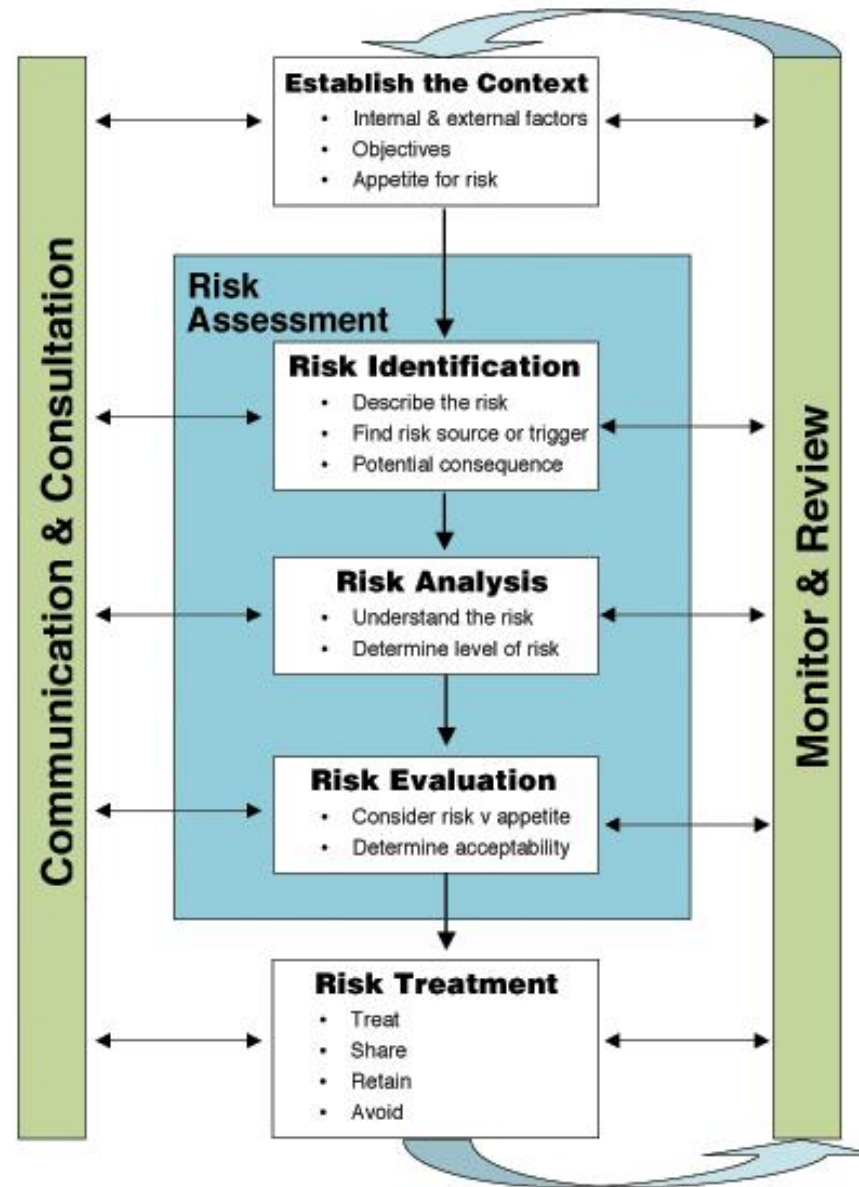 Establish the Context
• Internal & external factors
• Objectives
• Appetite for risk
Communication & Consultation
Monitor & Review
Risk
Assessment
Risk Identification
• Describe the risk
• Find risk source or trigger
• Potential consequence
Risk Analysis
• Understand the risk
• Determine level of risk
Risk Evaluation
• Consider risk v appetite
• Determine acceptability
Risk Treatment
• Treat
• Share
• Retain
• Avoid